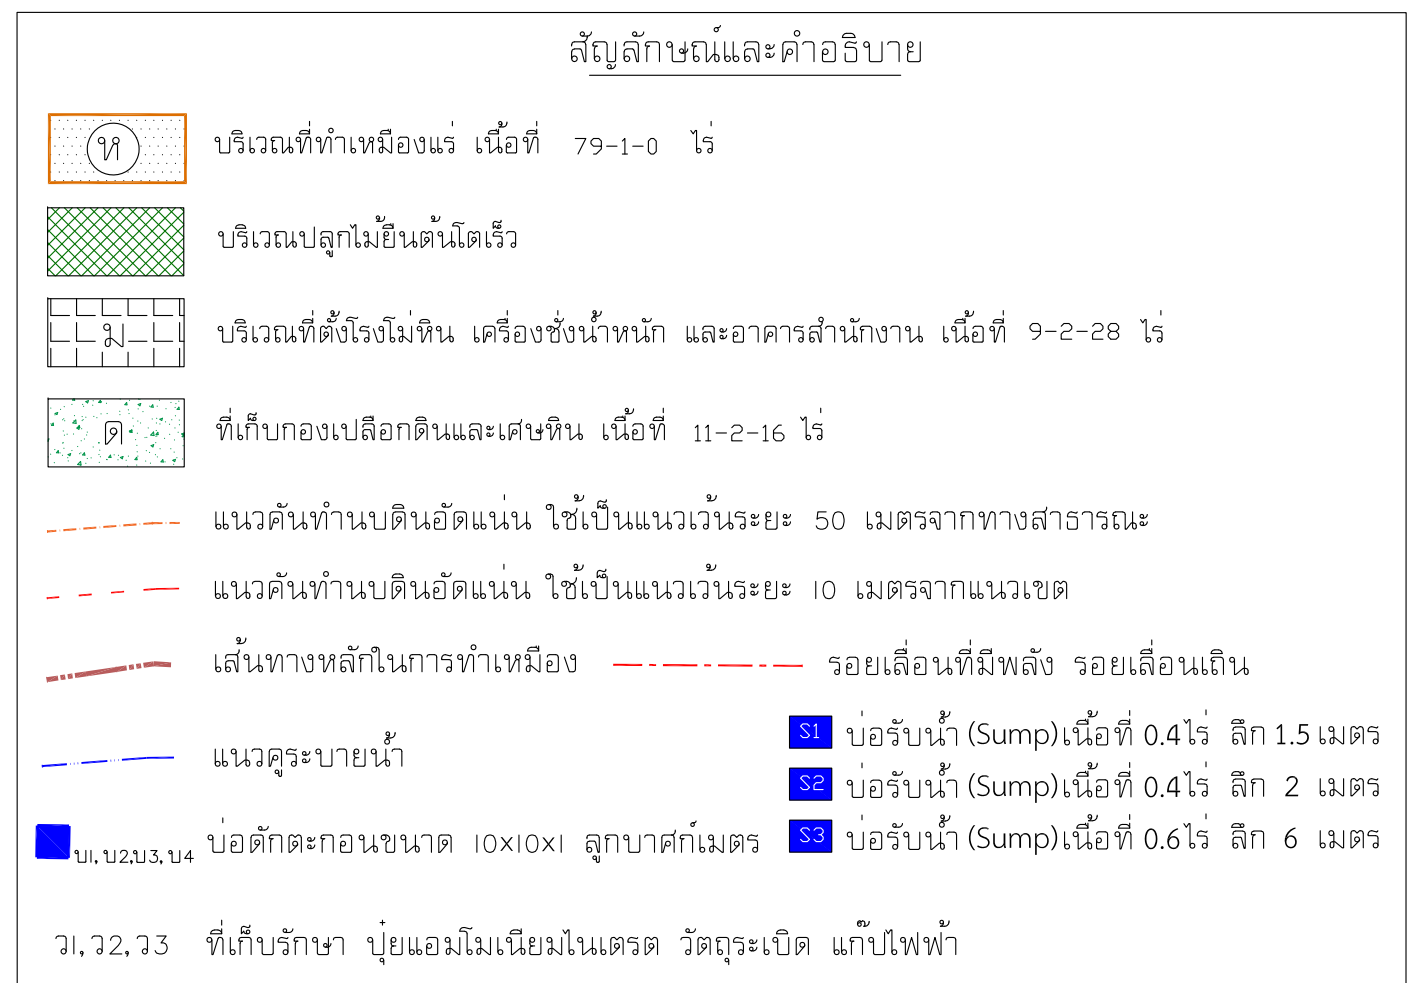 สัญลักษณ์และคำอธิบาย
ห บริเวณที่ทำเหมืองแร่ เนื้อที่ 79-1-0 ไร่
บริเวณปลูกไม้ยืนต้นโตเร็ว
ม บริเวณที่ตั้งโรงโม่หิน เครื่องชั่งน้ำหนัก และอาคารสำนักงาน เนื้อที่ 9-2-28 ไร่
ด ที่เก็บกองเปลือกดินและเศษหิน เนื้อที่ 11-2-16 ไร่
แนวคันทำนบดินอัดแน่น ใช้เป็นแนวเว้นระยะ 50 เมตรจากทางสาธารณะ
แนวคันทำนบดินอัดแน่น ใช้เป็นแนวเว้นระยะ 10 เมตรจากแนวเขต
เส้นทางหลักในการทำเหมือง รอยเลื่อนที่มีพลัง รอยเลื่อนเถิน
S1 บ่อรับน้ำ (Sump) เนื้อที่ 0.4 ไร่ ลึก 1.5 เมตร
แนวคูระบายน้ำ
S2 บ่อรับน้ำ (Sump) เนื้อที่ 0.4 ไร่ ลึก 2 เมตร
บ1, บ2,บ3, บ4 บ่อดักตะกอนขนาด 10x10x1 ลูกบาศก์เมตร
S3 บ่อรับน้ำ (Sump) เนื้อที่ 0.6 ไร่ ลึก 6 เมตร
ว1, ว2, ว3 ที่เก็บรักษา ปุ๋ยแอมโมเนียมไนเตรต วัตถุระเบิด แก๊ปไฟฟ้า